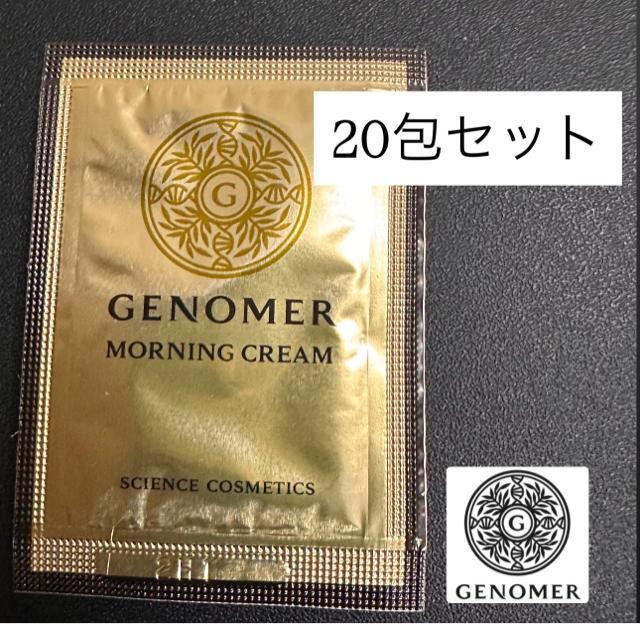 20包セット
G
GENOMER
MORNING CREAM
SCIENCE COSMETICS
G
GENOMER